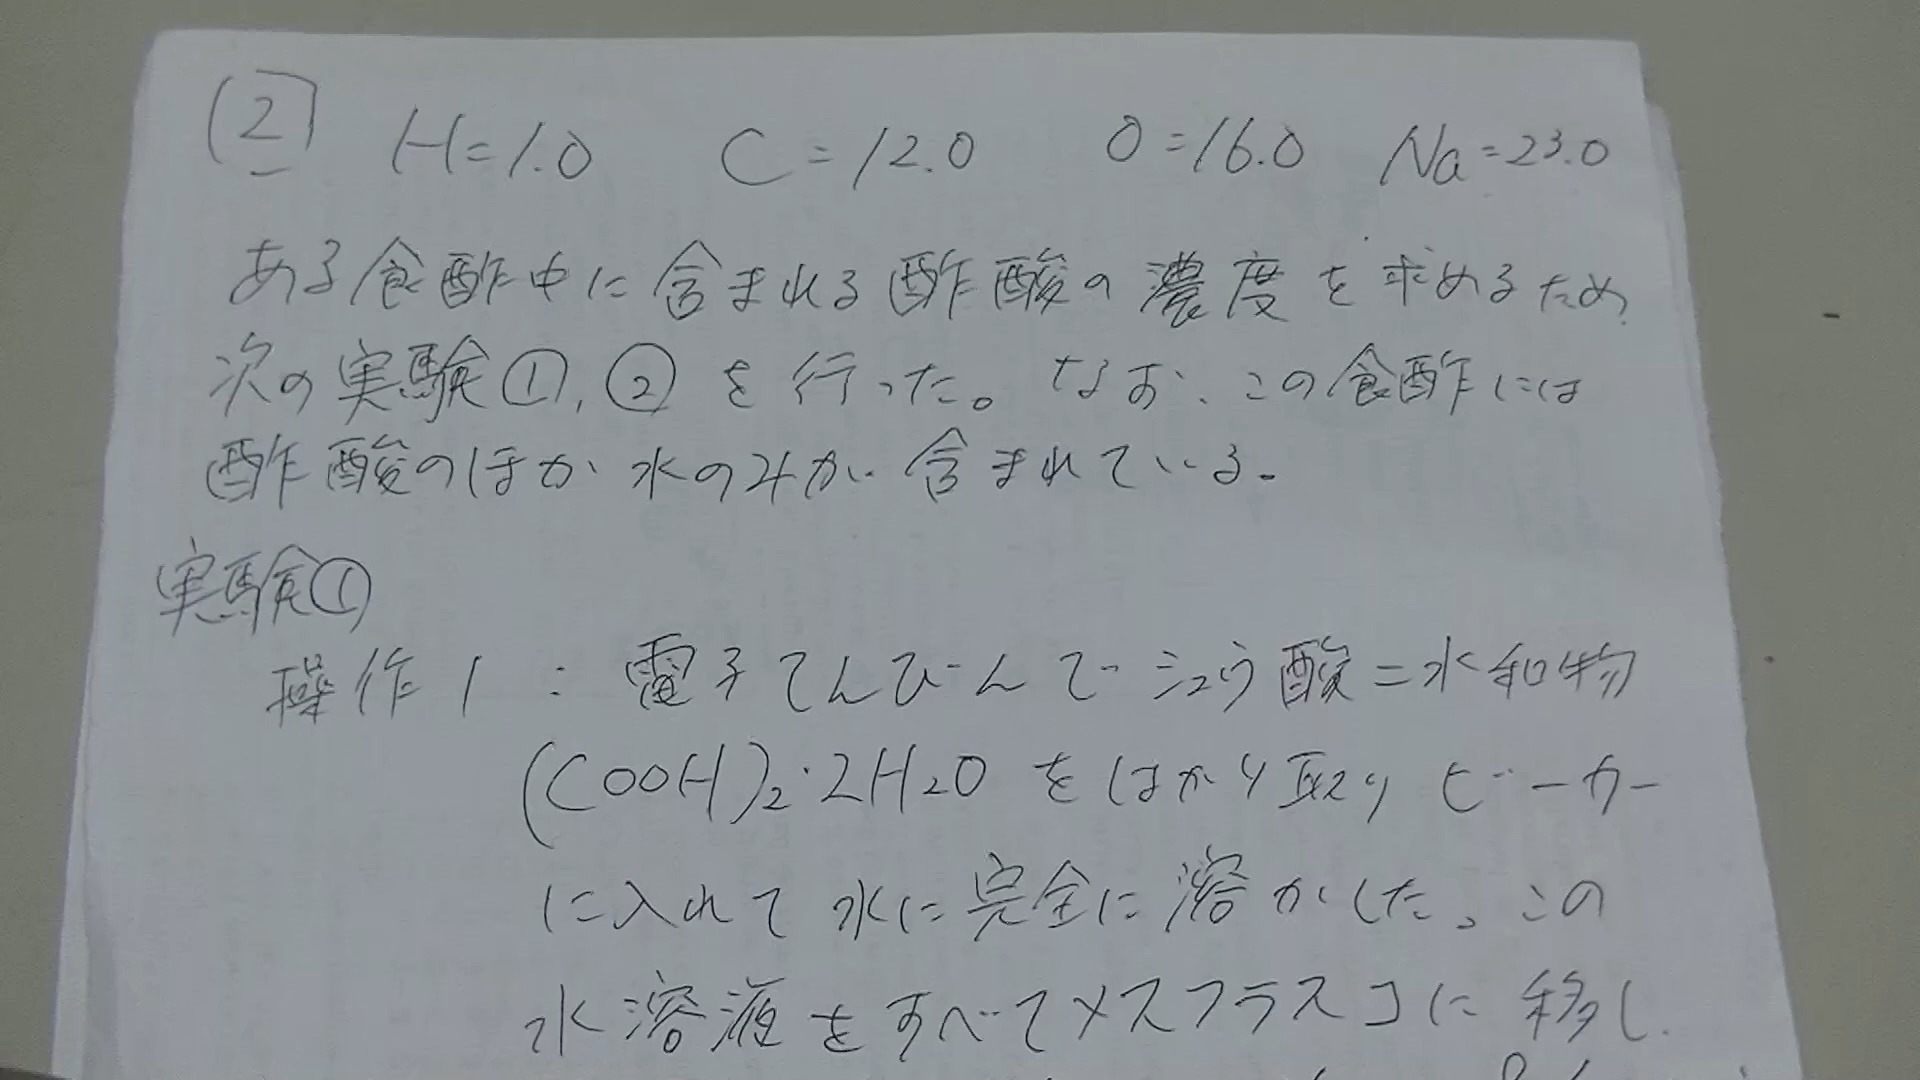 (2) H=1.0 C=12.0 O=16.0 Na=23.0
ある食酢中に含まれる酢酸の濃度を求めるため
次の実験①,②を行った。なお、この食酢には
酢酸のほか水のみが含まれている。
実験①
操作1:電子てんびんでシュウ酸二水和物
(COOH)₂·2H₂Oをはかり取りビーカー
に入れて水に完全に溶かした、この
水溶液をすべてメスフラスコに移し